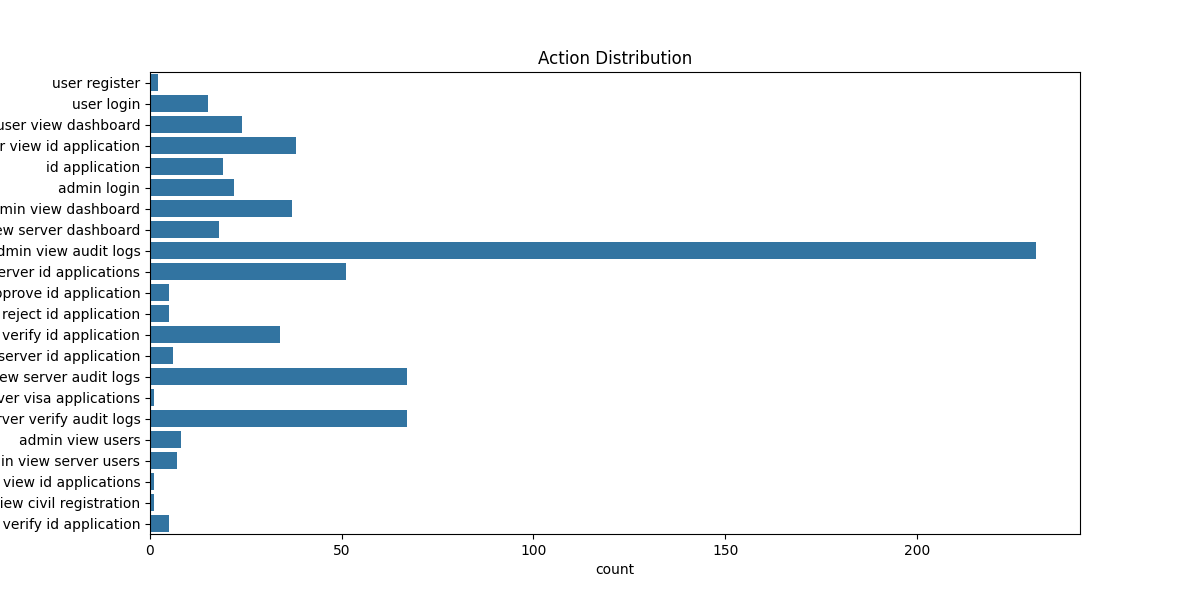 Action Distribution
user register
user login
user view dashboard
r view id application
id application
admin login
min view dashboard
ew server dashboard
dmin view audit logs
erver id applications
pprove id application
reject id application
verify id application
server id application
ew server audit logs
ver visa applications
rver verify audit logs
admin view users
in view server users
view id applications
iew civil registration
verify id application
0 50 100 150 200
count